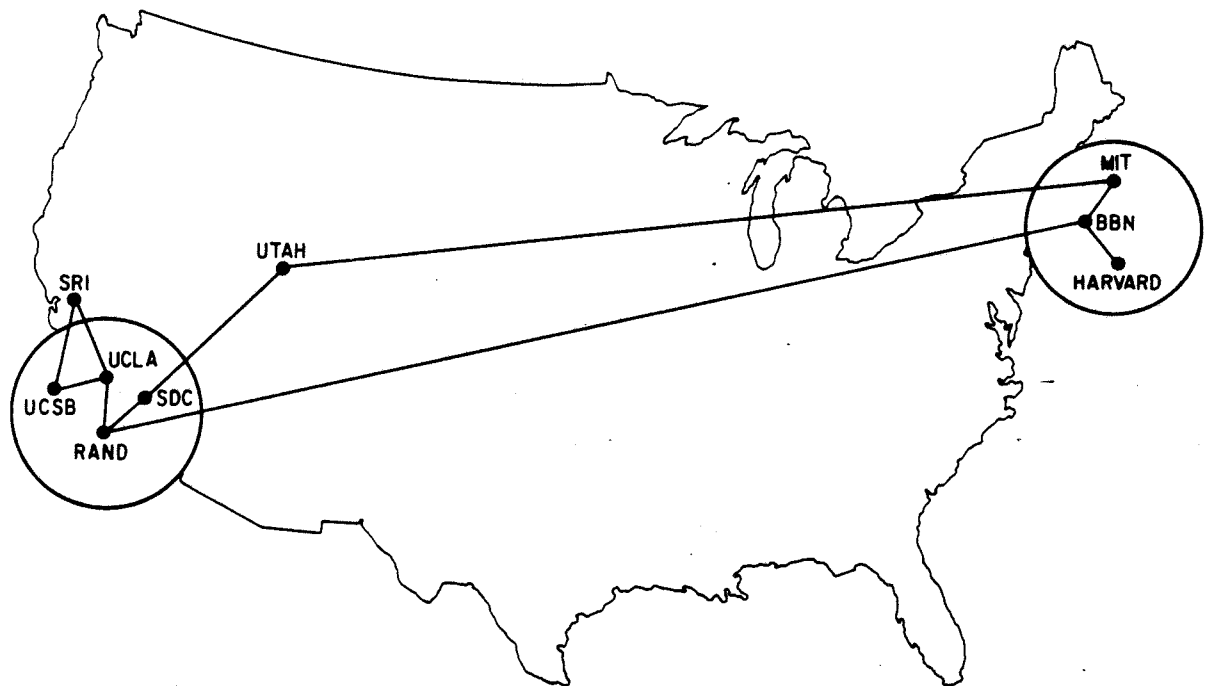 MIT
BBN
UTAH
HARVARD
SRI
UCLA
SDC
UCSB
RAND